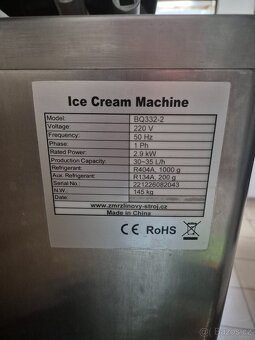 Ice Cream Machine
Model: BQ332-2
Voltage: 220 V
Frequency: 50 Hz
Phase: 1 Ph
Rated Power: 2.9 kW
Production Capacity: 30~35 L/h
Refrigerant: R404A, 1000 g
Aux. Refrigerant: R134A, 200 g
Serial No.: 221226082043
N.W.: 145 kg
Date:
www.zmrzlinovy-stroj.cz
Made in China
CE RoHS
Bazos.cz